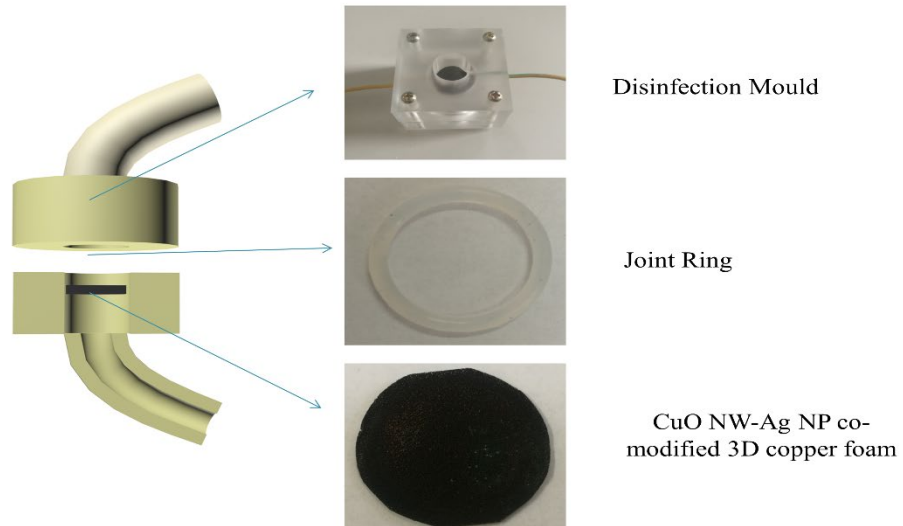 Disinfection Mould
Joint Ring
CuO NW-Ag NP co-
modified 3D copper foam